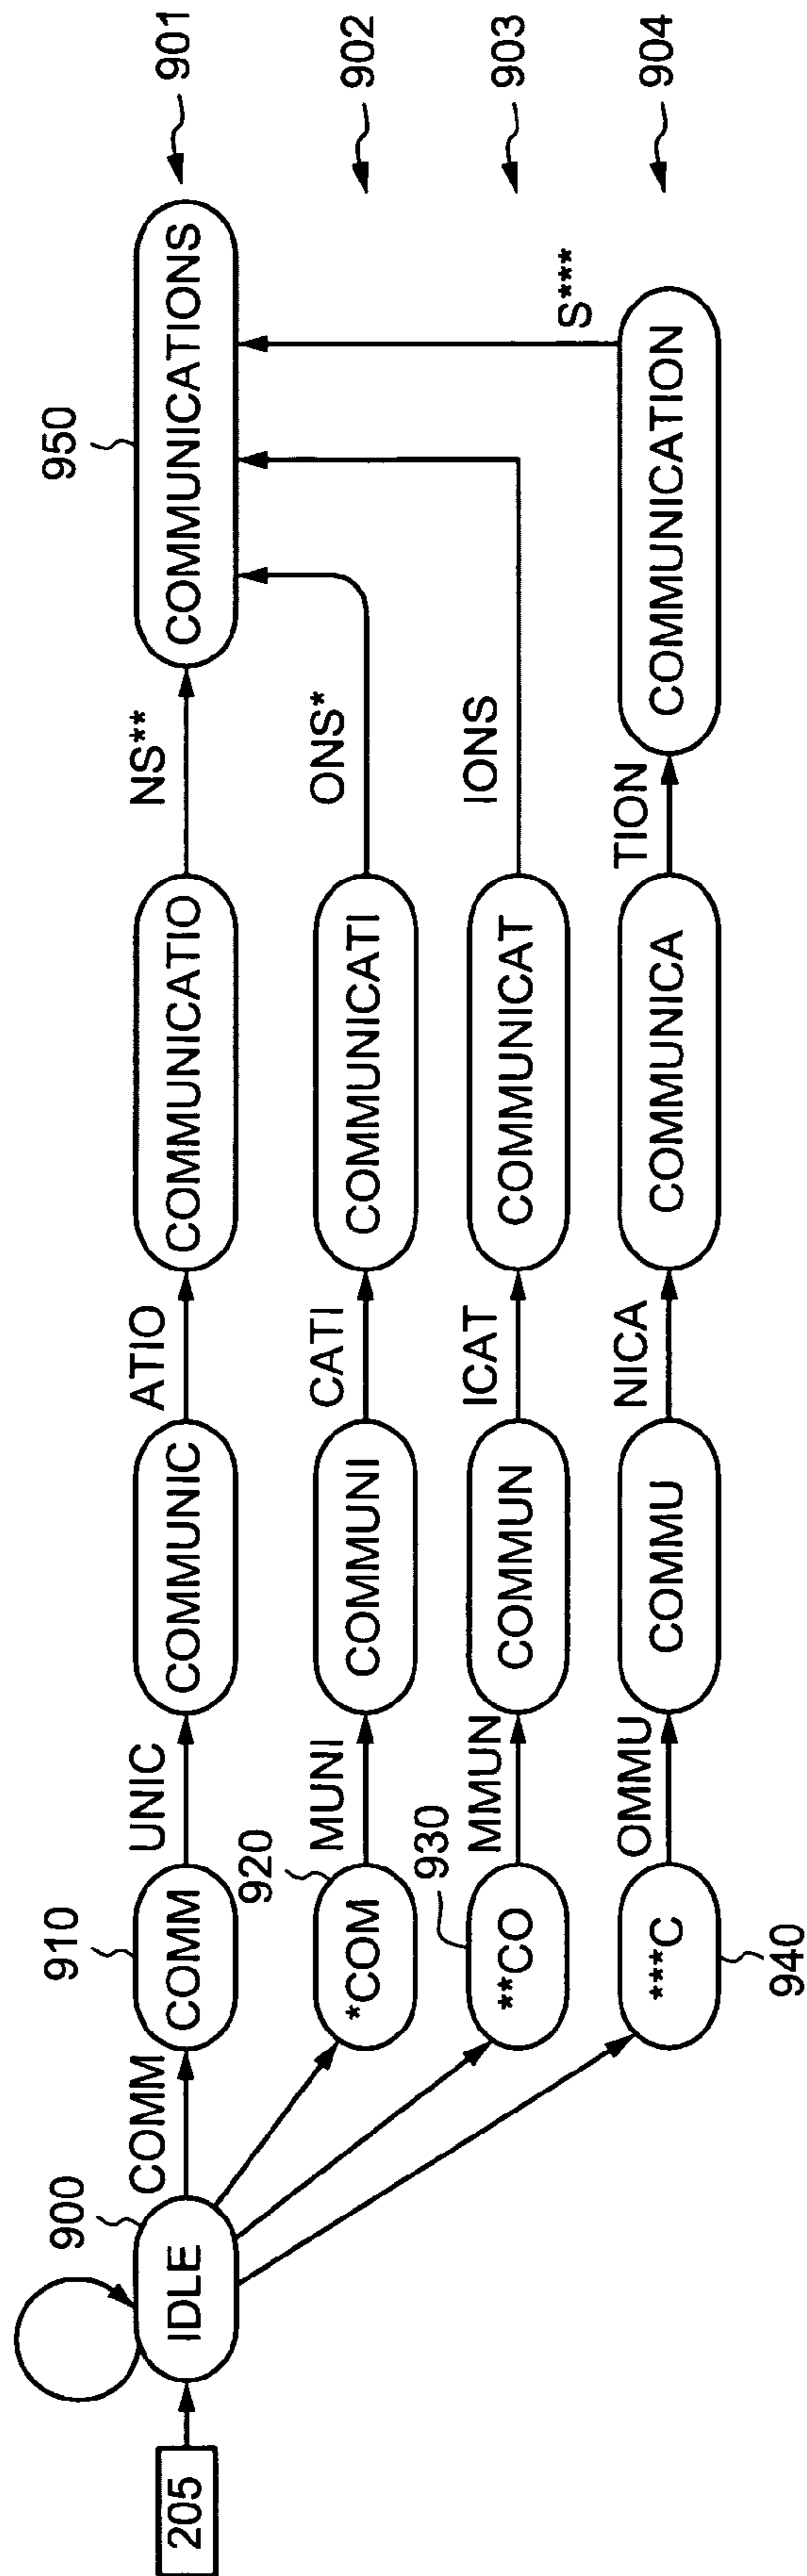 205
IDLE
900
COMM
910
COMM
UNIC
COMMUNIC
ATIO
COMMUNICATIO
NS**
950
COMMUNICATIONS
901
920
*COM
MUNI
COMMUNI
CATI
COMMUNICATI
ONS*
902
930
**CO
MMUN
COMMUN
ICAT
COMMUNICAT
IONS
903
940
***C
OMMU
COMMU
NICA
COMMUNICA
TION
COMMUNICATION
S***
904